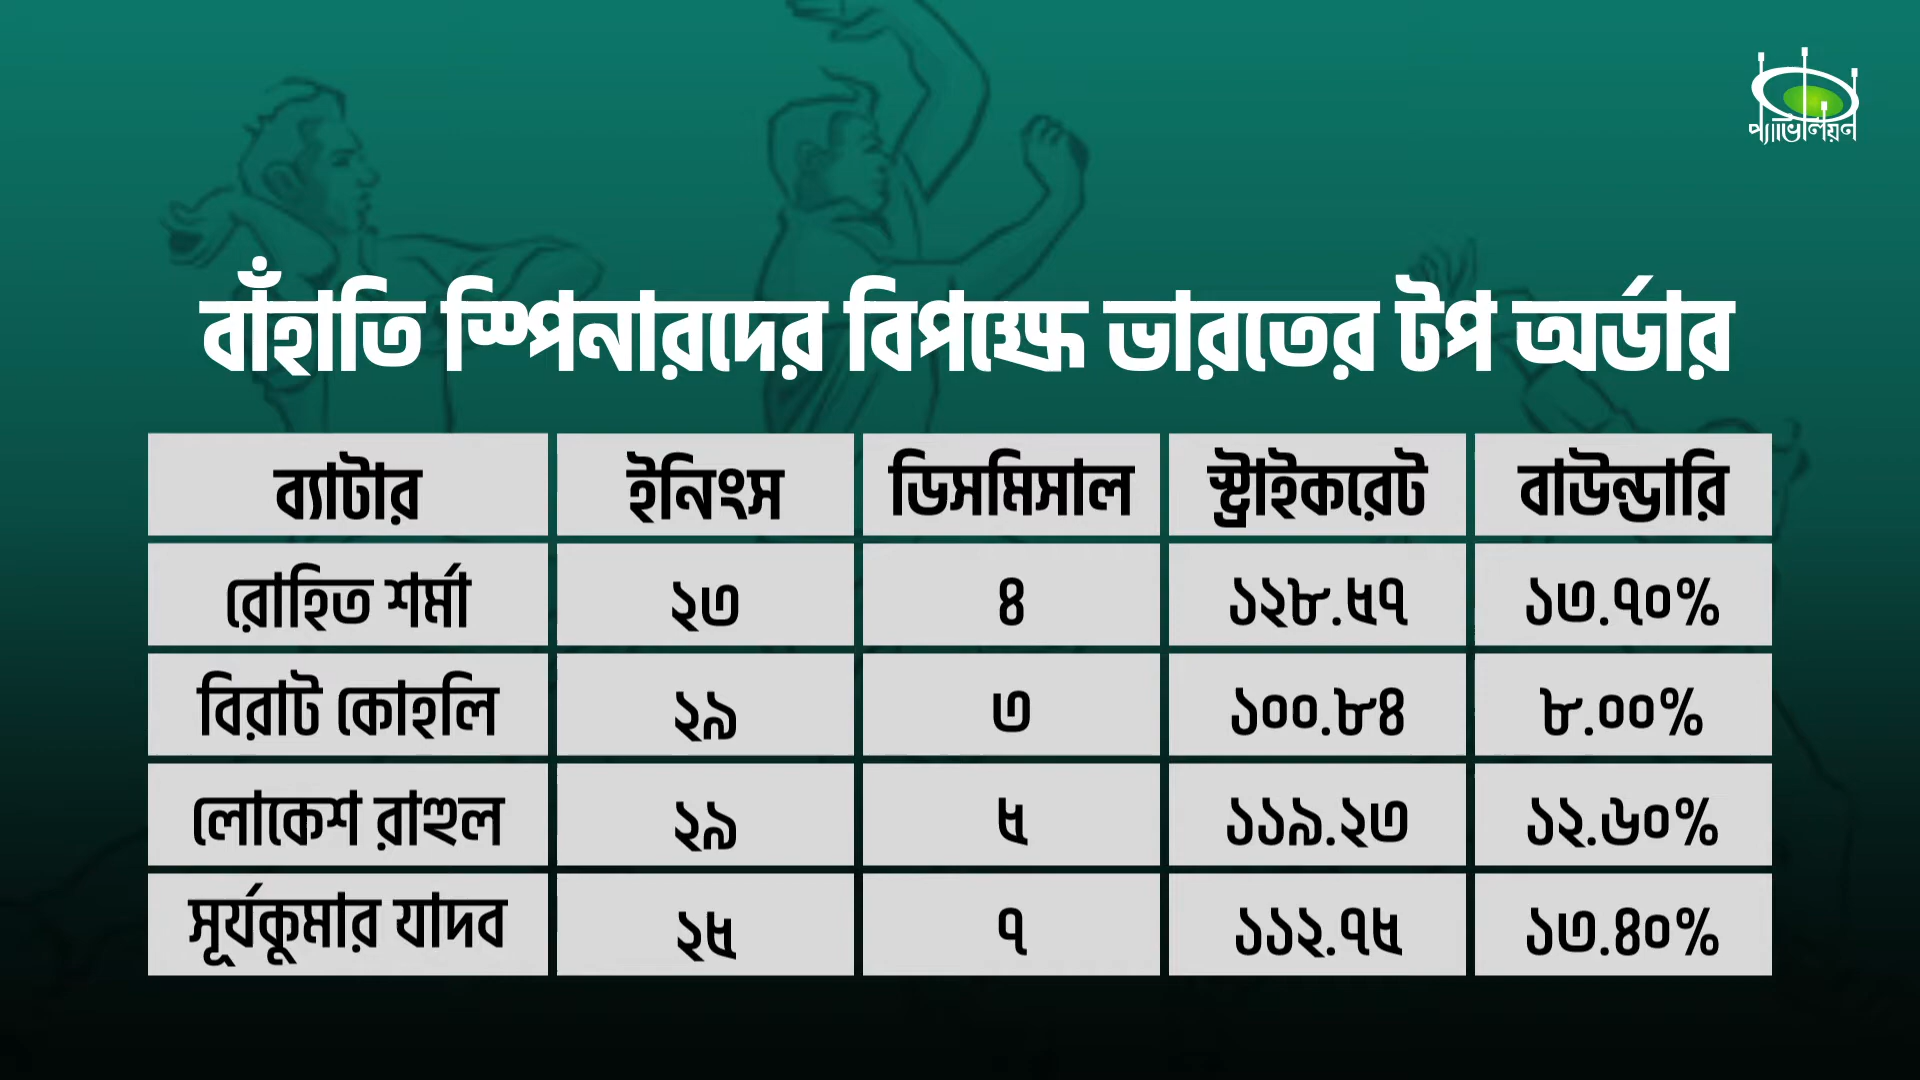 প্যাভিলিয়ন
বাঁহাতি স্পিনারদের বিপক্ষে ভারতের টপ অর্ডার
ব্যাটার ইনিংস ডিসমিসাল স্ট্রাইকরেট বাউন্ডারি
রোহিত শর্মা ২৩ ৪ ১২৮.৫৭ ১৩.৭০%
বিরাট কোহলি ২৯ ৩ ১০০.৮৪ ৮.০০%
লোকেশ রাহুল ২৯ ৫ ১১৯.২৩ ১২.৬০%
সূর্যকুমার যাদব ২৫ ৭ ১১২.৭৫ ১৩.৪০%